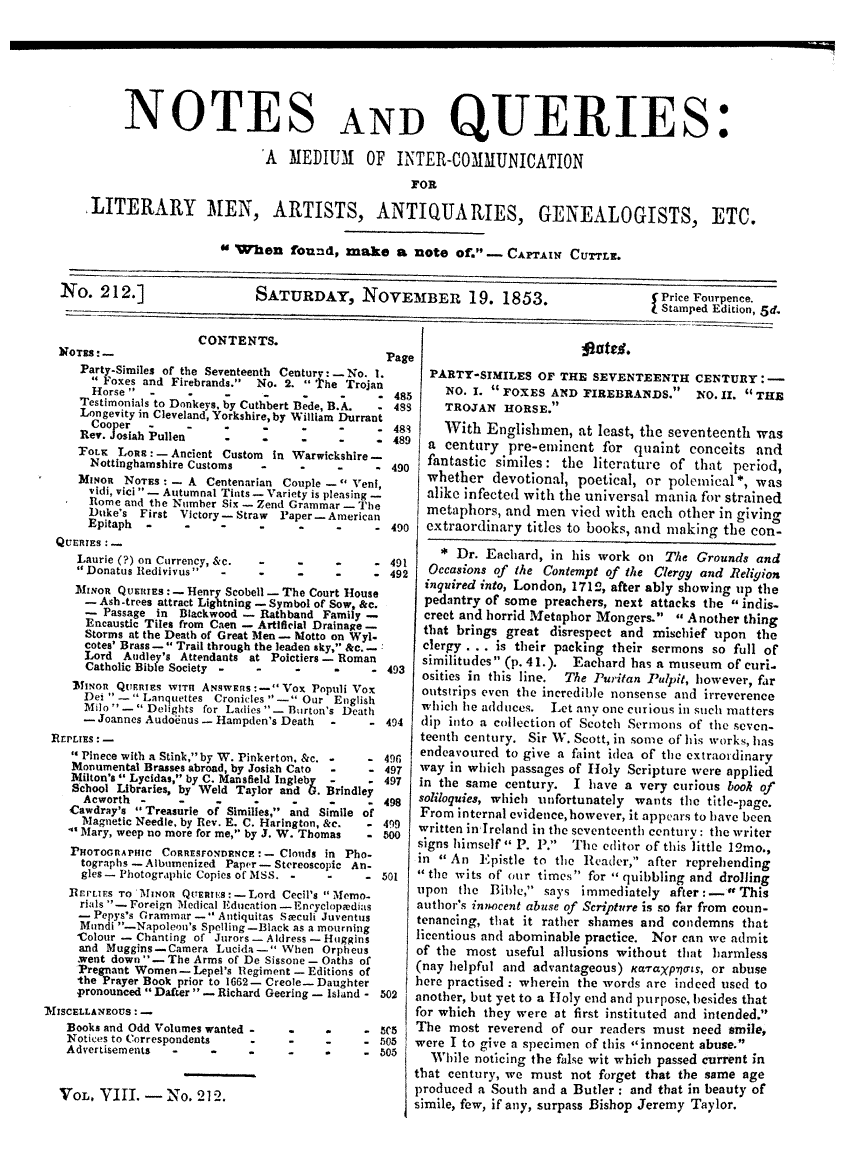 NOTES AND QUERIES:
A MEDIUM OF INTER-COMMUNICATION
FOR
LITERARY MEN, ARTISTS, ANTIQUARIES, GENEALOGISTS, ETC.
"When found, make a note of." — CAPTAIN CUTTLE.
No. 212.]
SATURDAY, NOVEMBER 19. 1853.
{ Price Fourpence.
{ Stamped Edition, 5d.
CONTENTS.
NOTES: — Page
Party-Similes of the Seventeenth Century: — No. 1.
"Foxes and Firebrands." No. 2. "The Trojan
Horse" - - - - - - 485
Testimonials to Donkeys, by Cuthbert Bede, B.A. - 488
Longevity in Cleveland, Yorkshire, by William Durrant
Cooper - - - - - - 488
Rev. Josiah Pullen - - - - - 489
FOLK LORE: — Ancient Custom in Warwickshire —
Nottinghamshire Customs - - - - 490
MINOR NOTES: — A Centenarian Couple — "Veni,
vidi, vici" — Autumnal Tints — Variety is pleasing —
Rome and the Number Six — Zend Grammar — The
Duke's First Victory — Straw Paper — American
Epitaph - - - - - - 490
QUERIES: —
Laurie (?) on Currency, &c. - - - - 491
"Donatus Redivivus" - - - - - 492
MINOR QUERIES: — Henry Scobell — The Court House
— Ash-trees attract Lightning — Symbol of Sow, &c.
— Passage in Blackwood — Rathband Family —
Encaustic Tiles from Caen — Artificial Drainage —
Storms at the Death of Great Men — Motto on Wyl-
cotes' Brass — "Trail through the leaden sky," &c. —
Lord Audley's Attendants at Poictiers — Roman
Catholic Bible Society - - - - - 493
MINOR QUERIES WITH ANSWERS: — "Vox Populi Vox
Dei" — "Lanquettes Cronicles" — "Our English
Milo" — "Delights for Ladies" — Burton's Death
— Joannes Audoënus — Hampden's Death - - 494
REPLIES: —
"Pinece with a Stink," by W. Pinkerton, &c. - - 496
Monumental Brasses abroad, by Josiah Cato - - 497
Milton's "Lycidas," by C. Mansfield Ingleby - - 497
School Libraries, by Weld Taylor and G. Brindley
Acworth - - - - - - 498
Cawdray's "Treasurie of Similies," and Simile of
Magnetic Needle, by Rev. E. C. Harington, &c. - 499
"Mary, weep no more for me," by J. W. Thomas - 500
PHOTOGRAPHIC CORRESPONDENCE: — Clouds in Pho-
tographs — Albumenized Paper — Stereoscopic An-
gles — Photographic Copies of MSS. - - - 501
REPLIES TO MINOR QUERIES: — Lord Cecil's "Memo-
rials" — Foreign Medical Education — Encyclopædias
— Pepys's Grammar — "Antiquitas Sæculi Juventus
Mundi" — Napoleon's Spelling — Black as a mourning
Colour — Chanting of Jurors — Aldress — Huggins
and Muggins — Camera Lucida — "When Orpheus
went down" — The Arms of De Sissone — Oaths of
Pregnant Women — Lepel's Regiment — Editions of
the Prayer Book prior to 1662 — Creole — Daughter
pronounced "Dafter" — Richard Geering — Island - 502
MISCELLANEOUS: —
Books and Odd Volumes wanted - - - - 505
Notices to Correspondents - - - - 505
Advertisements - - - - - - 505
VOL. VIII. — No. 212.
Notes.
PARTY-SIMILES OF THE SEVENTEENTH CENTURY: —
NO. I. "FOXES AND FIREBRANDS." NO. II. "THE
TROJAN HORSE."
With Englishmen, at least, the seventeenth was
a century pre-eminent for quaint conceits and
fantastic similes: the literature of that period,
whether devotional, poetical, or polemical*, was
alike infected with the universal mania for strained
metaphors, and men vied with each other in giving
extraordinary titles to books, and making the con-
* Dr. Eachard, in his work on The Grounds and
Occasions of the Contempt of the Clergy and Religion
inquired into, London, 1712, after ably showing up the
pedantry of some preachers, next attacks the "indis-
creet and horrid Metaphor Mongers." "Another thing
that brings great disrespect and mischief upon the
clergy . . . is their packing their sermons so full of
similitudes" (p. 41.). Eachard has a museum of curi-
osities in this line. The Puritan Pulpit, however, far
outstrips even the incredible nonsense and irreverence
which he adduces. Let any one curious in such matters
dip into a collection of Scotch Sermons of the seven-
teenth century. Sir W. Scott, in some of his works, has
endeavoured to give a faint idea of the extraordinary
way in which passages of Holy Scripture were applied
in the same century. I have a very curious book of
soliloquies, which unfortunately wants the title-page.
From internal evidence, however, it appears to have been
written in Ireland in the seventeenth century: the writer
signs himself "P. P." The editor of this little 12mo.,
in "An Epistle to the Reader," after reprehending
"the wits of our times" for "quibbling and drolling
upon the Bible," says immediately after: — "This
author's innocent abuse of Scripture is so far from coun-
tenancing, that it rather shames and condemns that
licentious and abominable practice. Nor can we admit
of the most useful allusions without that harmless
(nay helpful and advantageous) καταχρησις, or abuse
here practised: wherein the words are indeed used to
another, but yet to a Holy end and purpose, besides that
for which they were at first instituted and intended."
The most reverend of our readers must need smile,
were I to give a specimen of this "innocent abuse."
While noticing the false wit which passed current in
that century, we must not forget that the same age
produced a South and a Butler: and that in beauty of
simile, few, if any, surpass Bishop Jeremy Taylor.